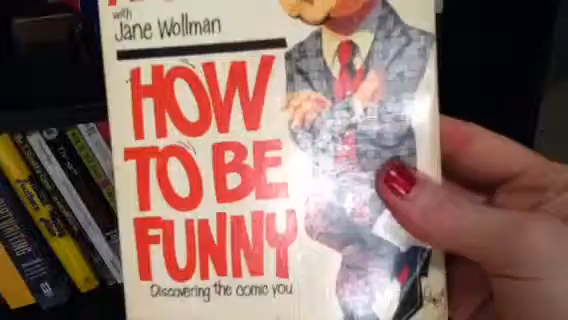 with
Jane Wollman
HOW
TO BE
FUNNY
Discovering the comic you